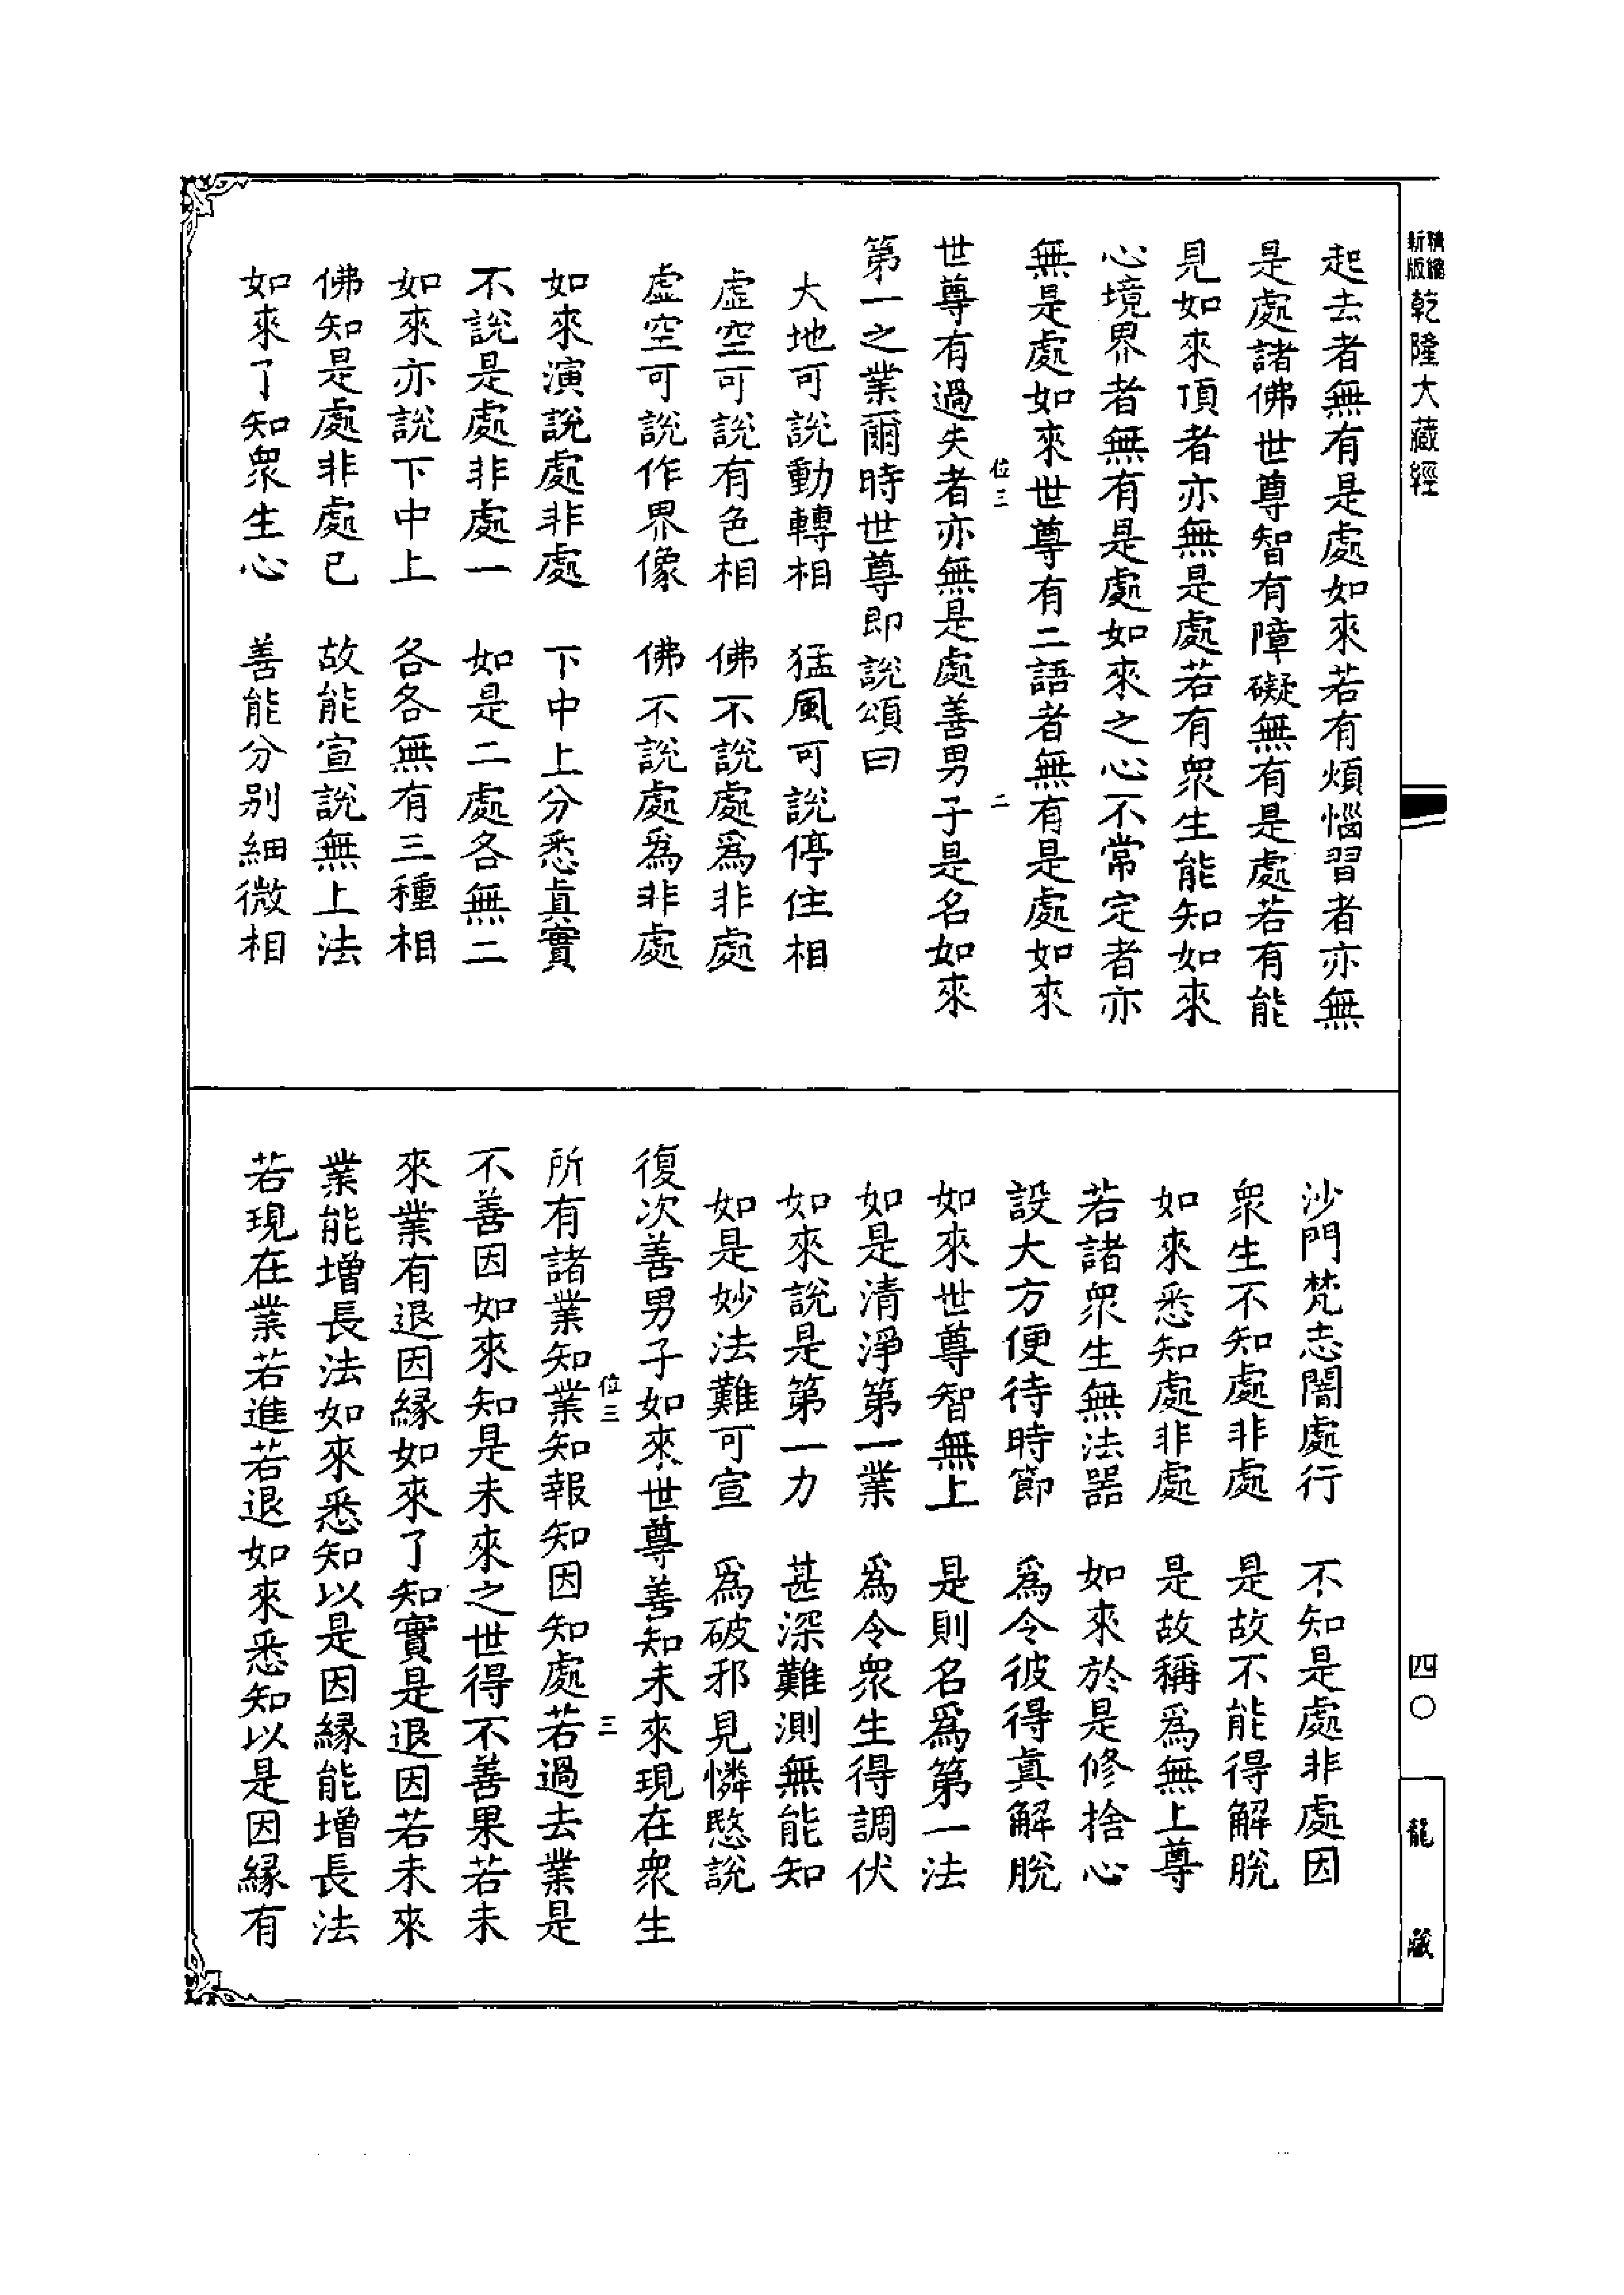 新版精縮乾隆大藏經
起去者無有是處如來若有煩惱習者亦無
是處諸佛世尊智有障礙無有是處若有能
見如來頂者亦無是處若有衆生能知如來
心境界者無有是處如來之心不常定者亦
無是處如來世尊有二語者無有是處如來
位三 二
世尊有過失者亦無是處善男子是名如來
第一之業爾時世尊即說頌曰
大地可說動轉相 猛風可說停住相
虛空可說有色相 佛不說處爲非處
虛空可說作界像 佛不說處爲非處
如來演說處非處 下中上分悉真實
不說是處非處一 如是二處各無二
如來亦說下中上 各各無有三種相
佛知是處非處已 故能宣說無上法
如來了知衆生心 善能分別細微相
沙門梵志闇處行 不知是處非處因
衆生不知處非處 是故不能得解脫
如來悉知處非處 是故稱爲無上尊
若諸衆生無法器 如來於是修捨心
設大方便待時節 爲令彼得真解脫
如來世尊智無上 是則名爲第一法
如是清淨第一業 爲令衆生得調伏
如來說是第一力 甚深難測無能知
如是妙法難可宣 爲破邪見憐愍說
復次善男子如來世尊善知未來現在衆生
位三 三
所有諸業知業知報知因知處若過去業是
不善因如來知是未來之世得不善果若未
來業有退因緣如來了知實是退因若未來
業能增長法如來悉知以是因緣能增長法
若現在業若進若退如來悉知以是因緣有
四〇
龍藏